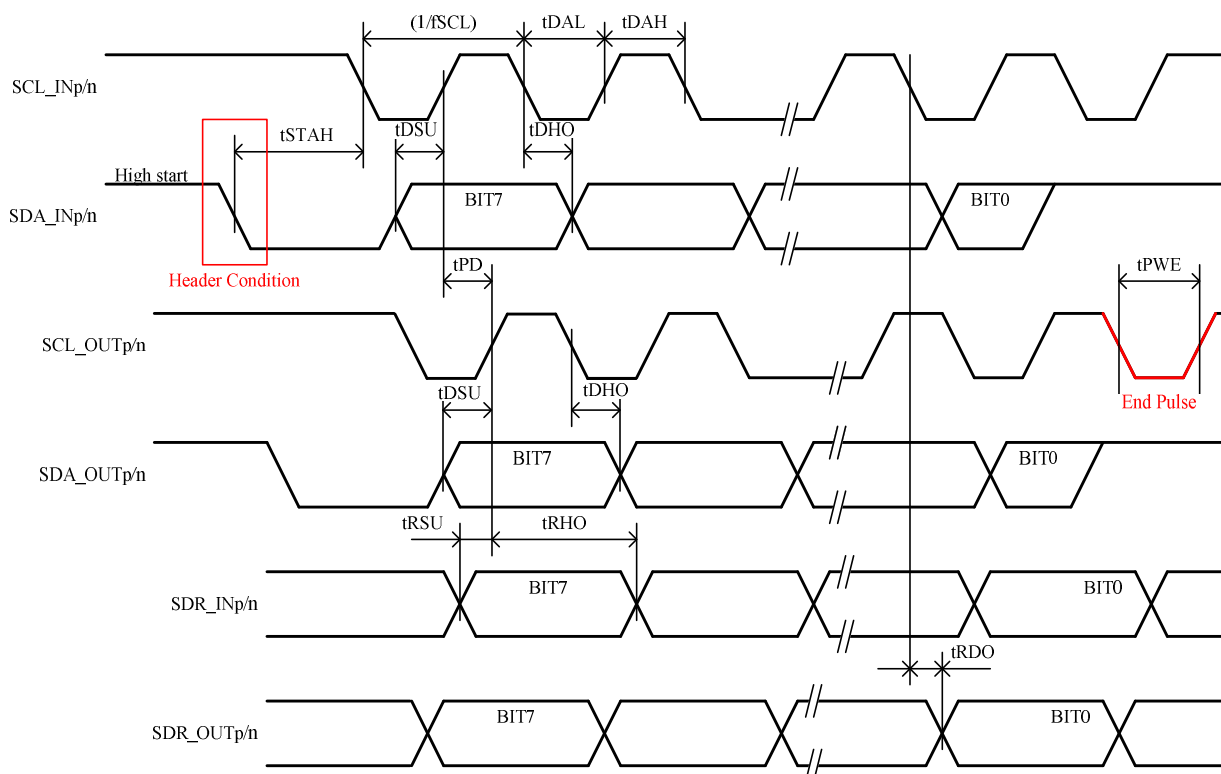 (1/fSCL)
tDAL
tDAH
SCL_INp/n
tSTAH
tDSU
tDHO
High start
BIT7
BIT0
SDA_INp/n
Header Condition
tPD
tPWE
SCL_OUTp/n
tDSU
tDHO
End Pulse
BIT7
BIT0
SDA_OUTp/n
tRSU
tRHO
BIT7
BIT0
SDR_INp/n
tRDO
BIT7
BIT0
SDR_OUTp/n